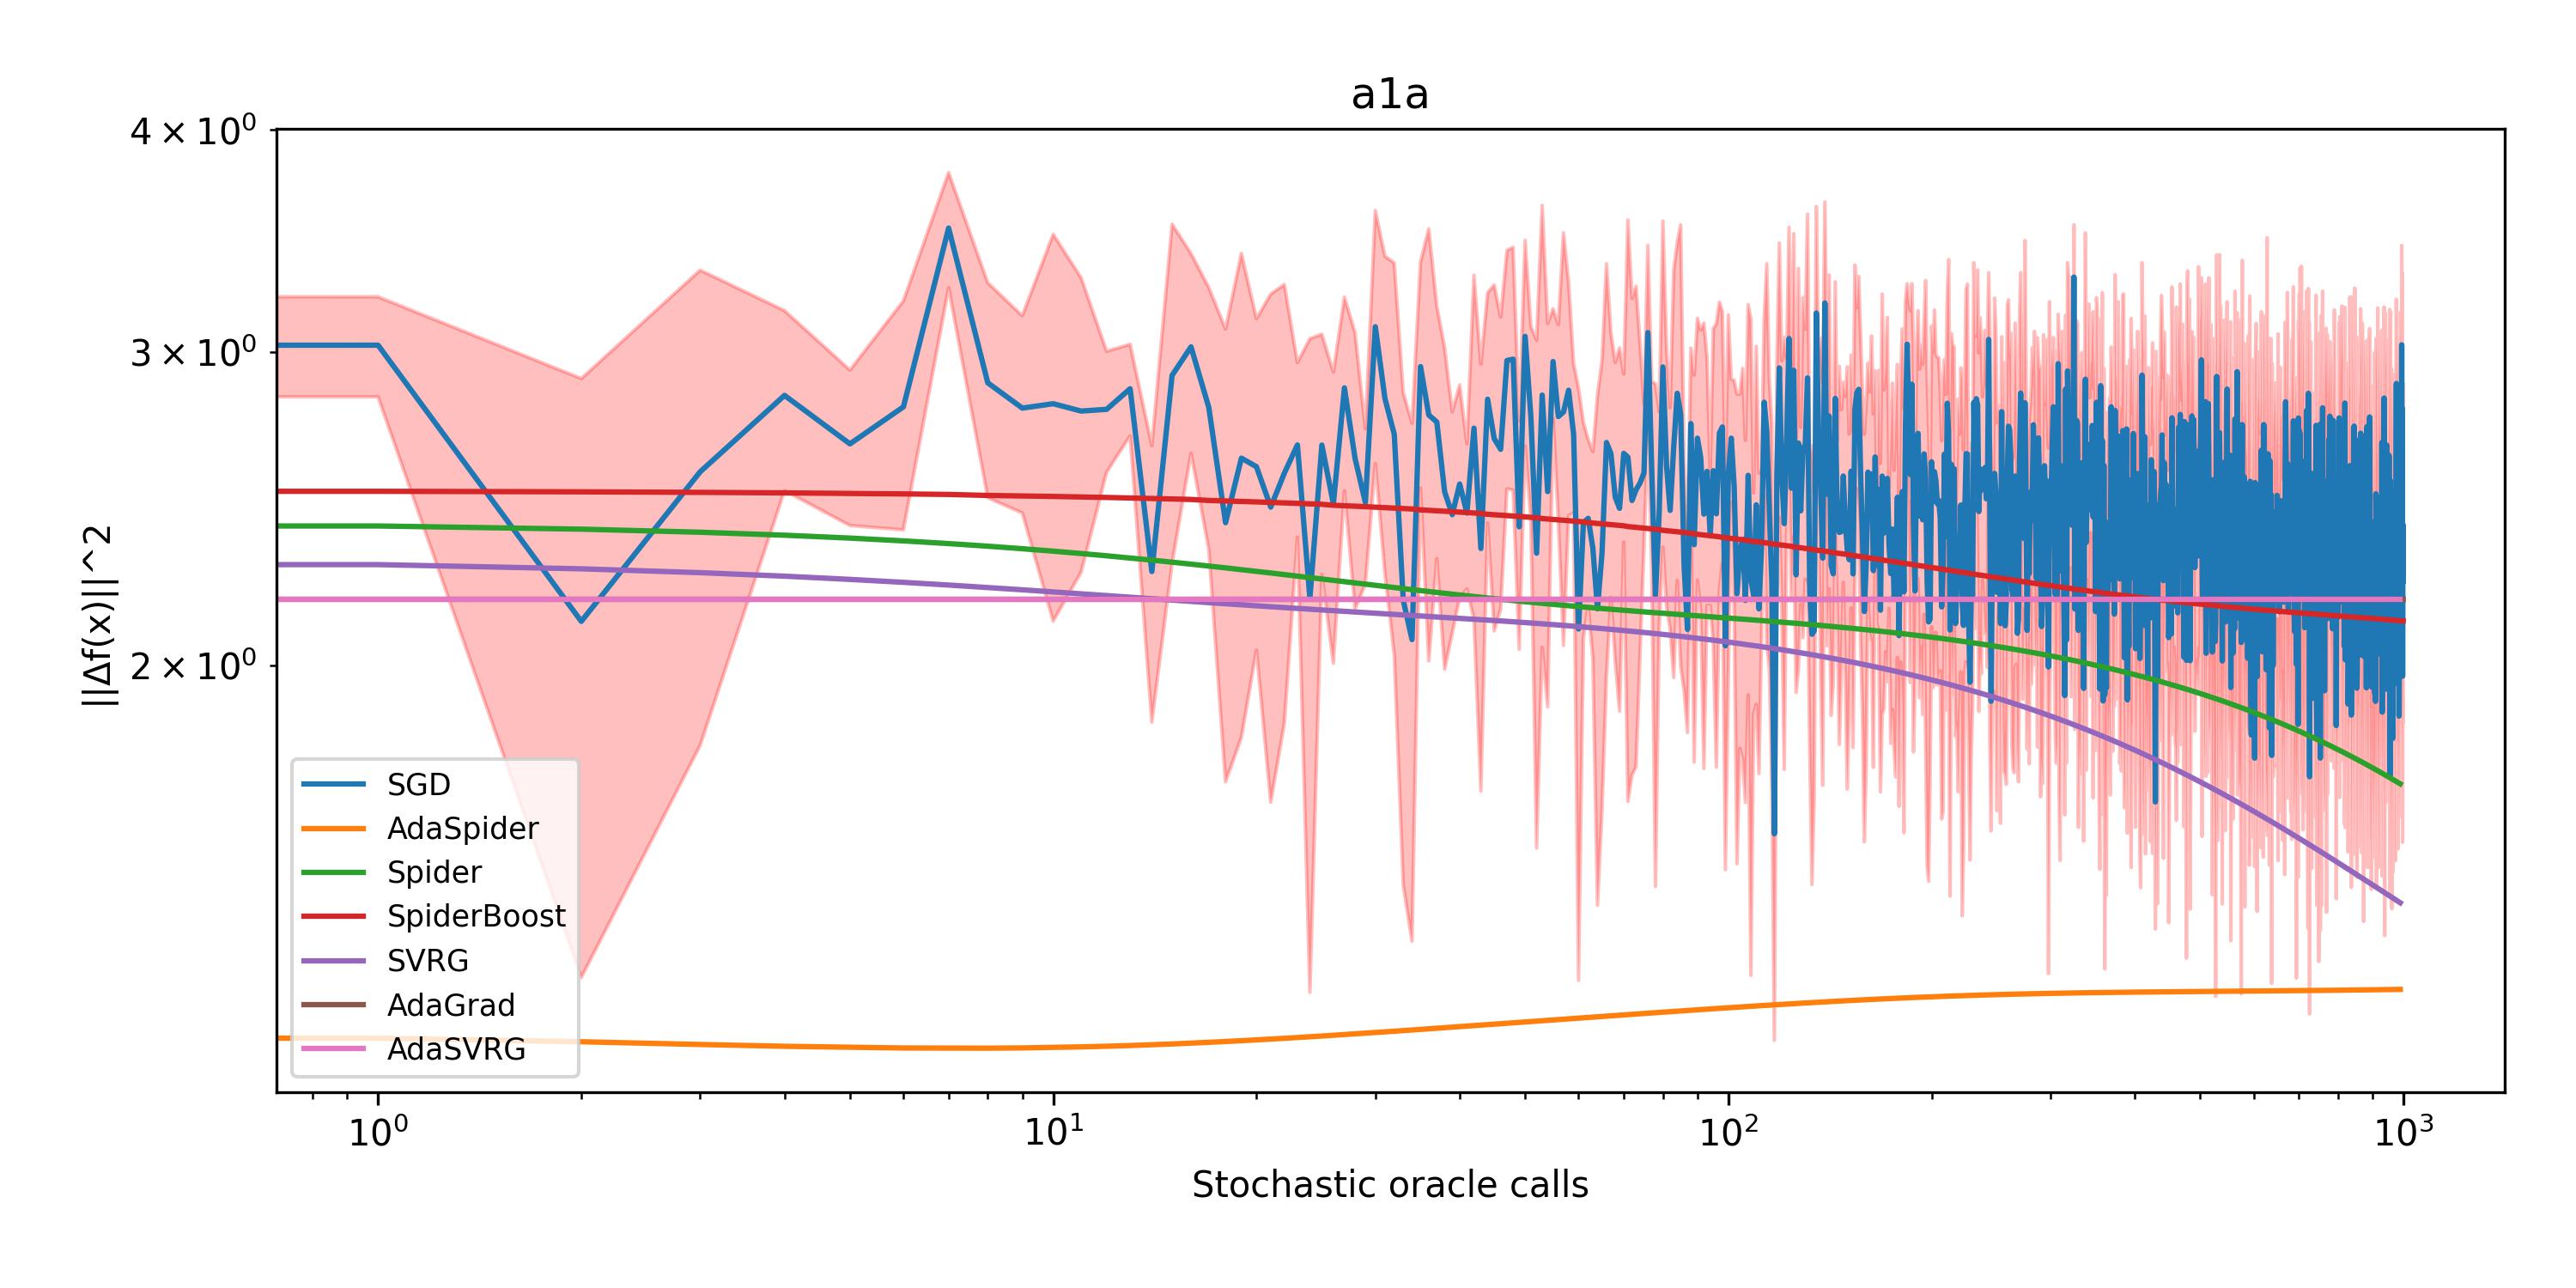 a1a
4 × 10⁰
3 × 10⁰
2 × 10⁰
||Δf(x)||^2
SGD
AdaSpider
Spider
SpiderBoost
SVRG
AdaGrad
AdaSVRG
10⁰
10¹
10²
10³
Stochastic oracle calls